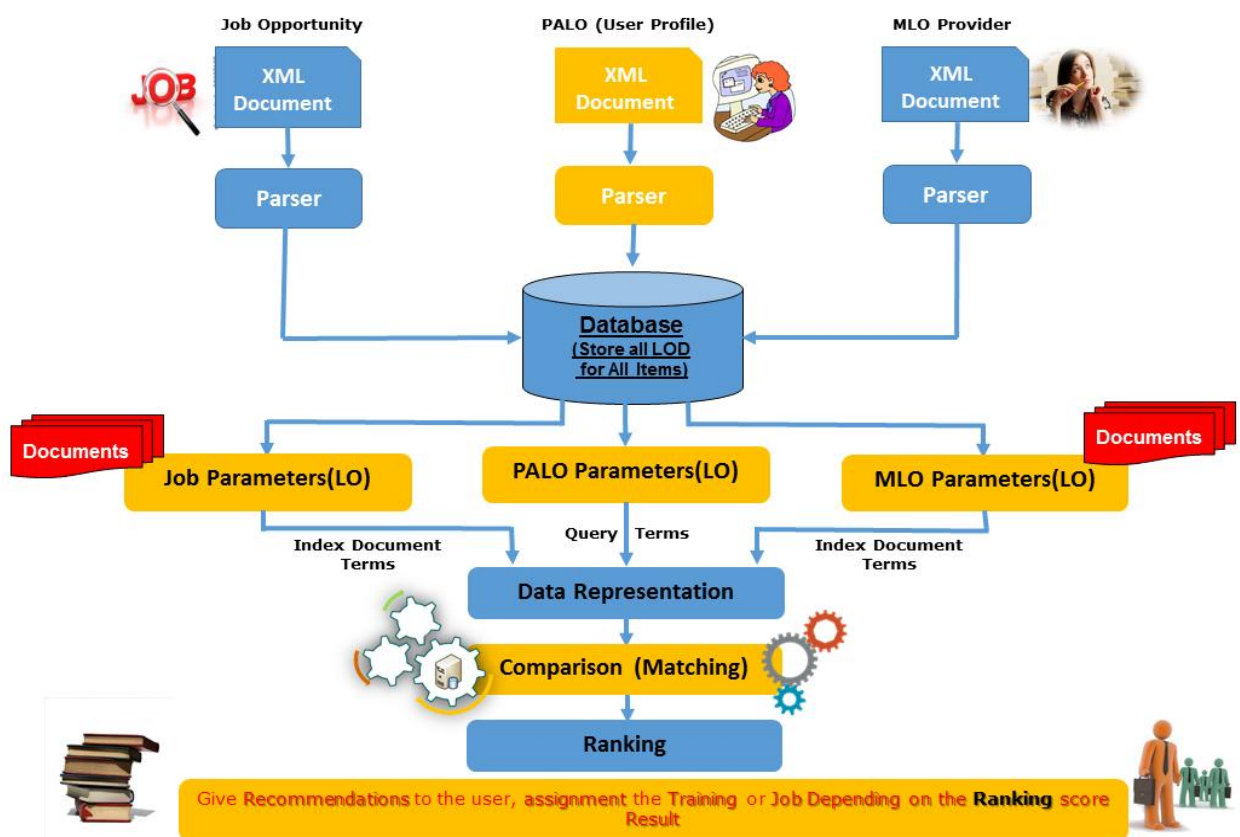 Job Opportunity
PALO (User Profile)
MLO Provider
JOB
XML
Document
XML
Document
XML
Document
Parser
Parser
Parser
Database
(Store all LOD
for All Items)
Documents
Documents
Job Parameters(LO)
PALO Parameters(LO)
MLO Parameters(LO)
Index Document
Terms
Query Terms
Index Document
Terms
Data Representation
Comparison (Matching)
Ranking
Give Recommendations to the user, assignment the Training or Job Depending on the Ranking score
Result